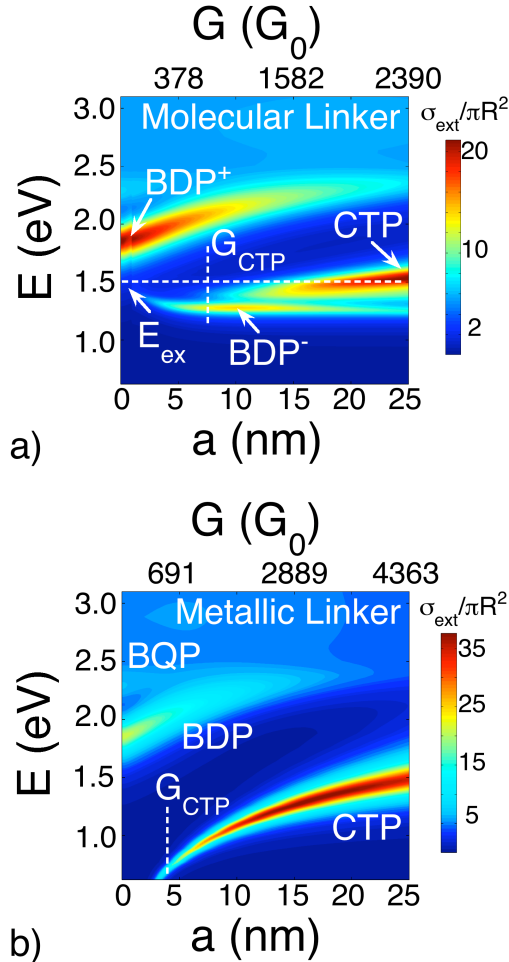 G (G₀)
378 1582 2390
Molecular Linker
σext/πR²
3.0
2.5
2.0
1.5
1.0
E (eV)
BDP⁺
G_CTP
CTP
E_ex
BDP⁻
20
10
2
0 5 10 15 20 25
a (nm)
a)
G (G₀)
691 2889 4363
Metallic Linker
σext/πR²
3.0
2.5
2.0
1.5
1.0
E (eV)
BQP
BDP
G_CTP
CTP
35
25
15
5
0 5 10 15 20 25
a (nm)
b)